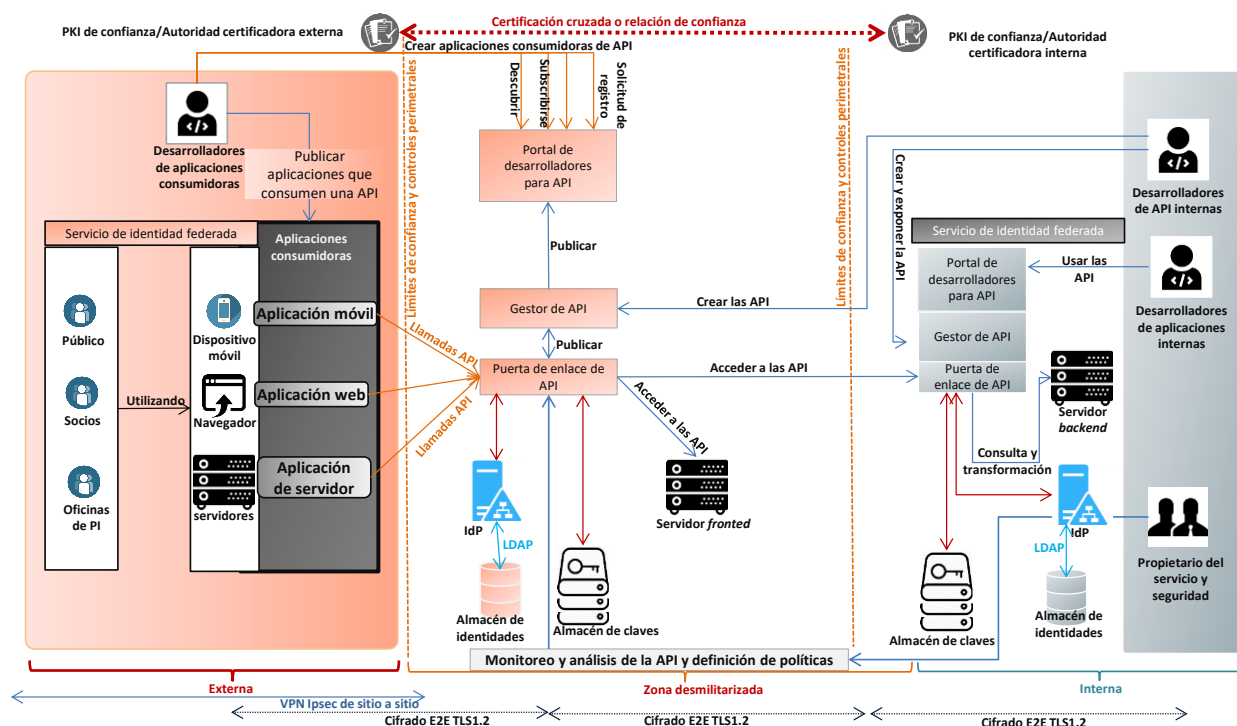 Certificación cruzada o relación de confianza
PKI de confianza/Autoridad certificadora externa
PKI de confianza/Autoridad
certificadora interna
Crear aplicaciones consumidoras de API
Descubrir
Subscribirse
Solicitud de
registro
Límites de confianza y controles perimetrales
Límites de confianza y controles perimetrales
Desarrolladores
de aplicaciones
consumidoras
Publicar
aplicaciones que
consumen una API
Portal de
desarrolladores
para API
Desarrolladores
de API internas
Crear y exponer la API
Servicio de identidad federada
Aplicaciones
consumidoras
Publicar
Servicio de identidad federada
Portal de
desarrolladores
para API
Usar las
API
Desarrolladores
de aplicaciones
internas
Público
Dispositivo
móvil
Aplicación móvil
Llamadas API
Gestor de API
Crear las API
Gestor de API
Publicar
Puerta de enlace de
API
Acceder a las API
Puerta de
enlace de API
Socios
Utilizando
Navegador
Aplicación web
Llamadas API
Acceder a las API
Servidor
backend
Consulta y
transformación
Oficinas
de PI
servidores
Aplicación
de servidor
IdP
LDAP
Servidor fronted
IdP
LDAP
Propietario del
servicio y
seguridad
Almacén de
identidades
Almacén de claves
Almacén de claves
Almacén de
identidades
Monitoreo y análisis de la API y definición de políticas
Externa
Zona desmilitarizada
Interna
VPN Ipsec de sitio a sitio
Cifrado E2E TLS1.2
Cifrado E2E TLS1.2
Cifrado E2E TLS1.2